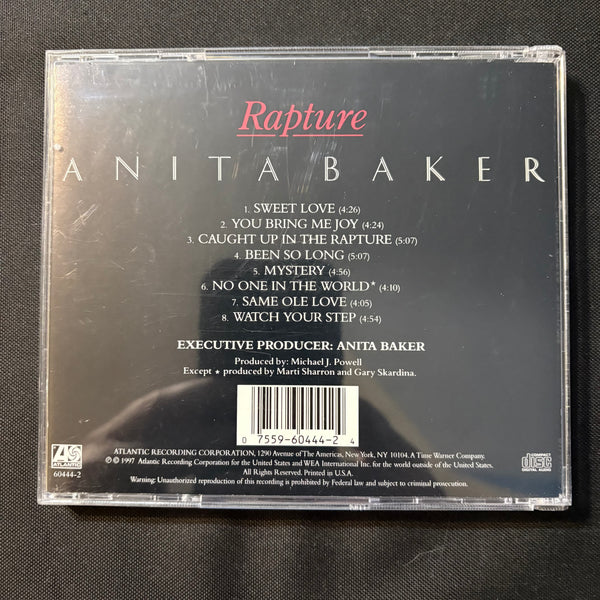 Rapture
ANITA BAKER
1. SWEET LOVE (4:26)
2. YOU BRING ME JOY (4:24)
3. CAUGHT UP IN THE RAPTURE (5:07)
4. BEEN SO LONG (5:07)
5. MYSTERY (4:56)
6. NO ONE IN THE WORLD* (4:10)
7. SAME OLE LOVE (4:05)
8. WATCH YOUR STEP (4:54)
EXECUTIVE PRODUCER: ANITA BAKER
Produced by: Michael J. Powell
Except ★ produced by Marti Sharron and Gary Skardina.
0 7559-60444-2 4
ATLANTIC
60444-2
ATLANTIC RECORDING CORPORATION, 1290 Avenue of The Americas, New York, NY 10104. A Time Warner Company.
℗ © 1997 Atlantic Recording Corporation for the United States and WEA International Inc. for the world outside of the United States.
All Rights Reserved. Printed in U.S.A.
Warning: Unauthorized reproduction of this recording is prohibited by Federal law and subject to criminal prosecution.
COMPACT
disc
DIGITAL AUDIO